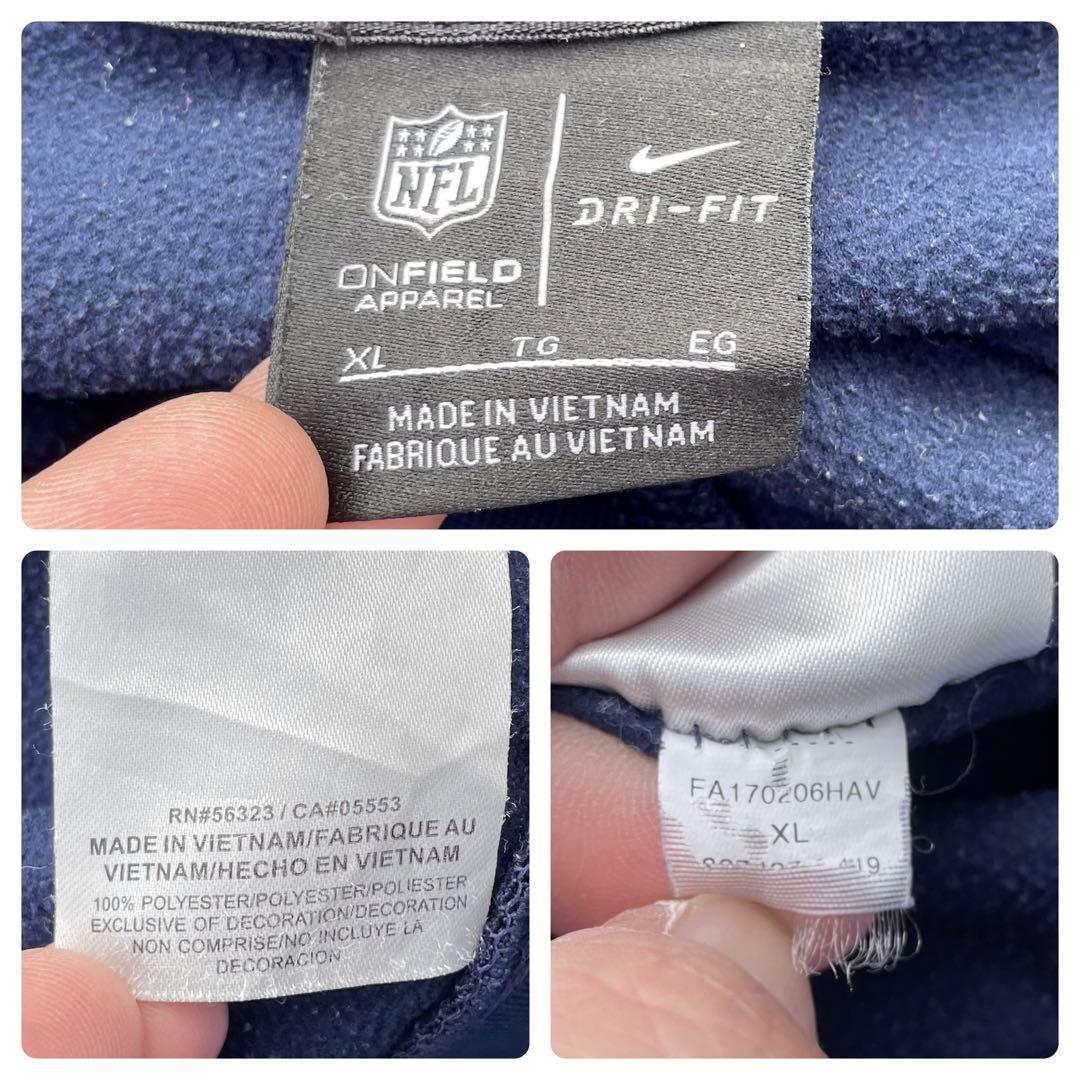 NFL
ONFIELD
APPAREL
DRI-FIT
XL TG EG
MADE IN VIETNAM
FABRIQUE AU VIETNAM
RN#56323 / CA#05553
MADE IN VIETNAM/FABRIQUE AU
VIETNAM/HECHO EN VIETNAM
100% POLYESTER/POLYESTER/POLIESTER
EXCLUSIVE OF DECORATION/DECORATION
NON COMPRISE/NO INCLUYE LA
DECORACION
FA170206HAV
XL